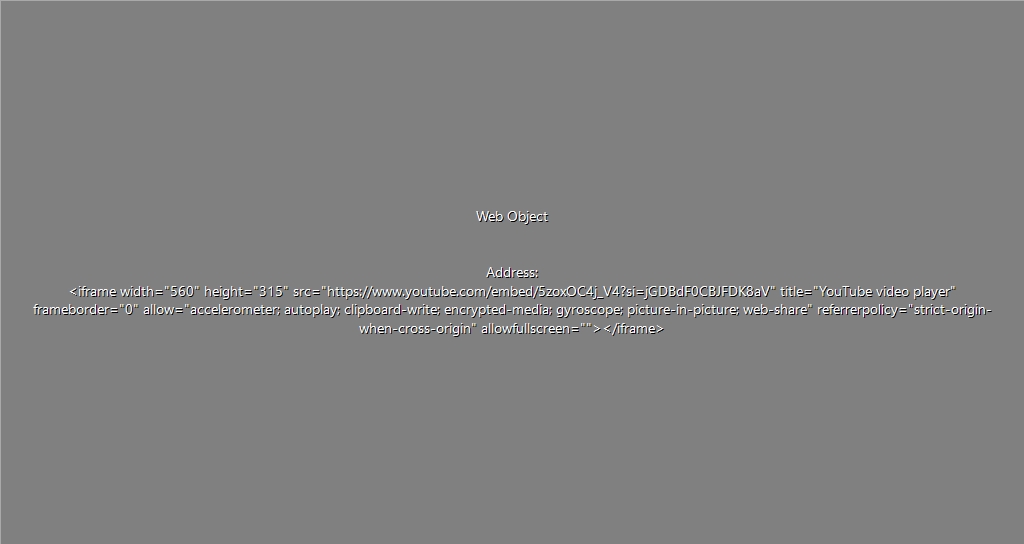 Web Object
Address:
<iframe width="560" height="315" src="https://www.youtube.com/embed/5zoxOC4j_V4?si=jGDBdF0CBJFDK8aV" title="YouTube video player"
frameborder="0" allow="accelerometer; autoplay; clipboard-write; encrypted-media; gyroscope; picture-in-picture; web-share" referrerpolicy="strict-origin-
when-cross-origin" allowfullscreen=""></iframe>